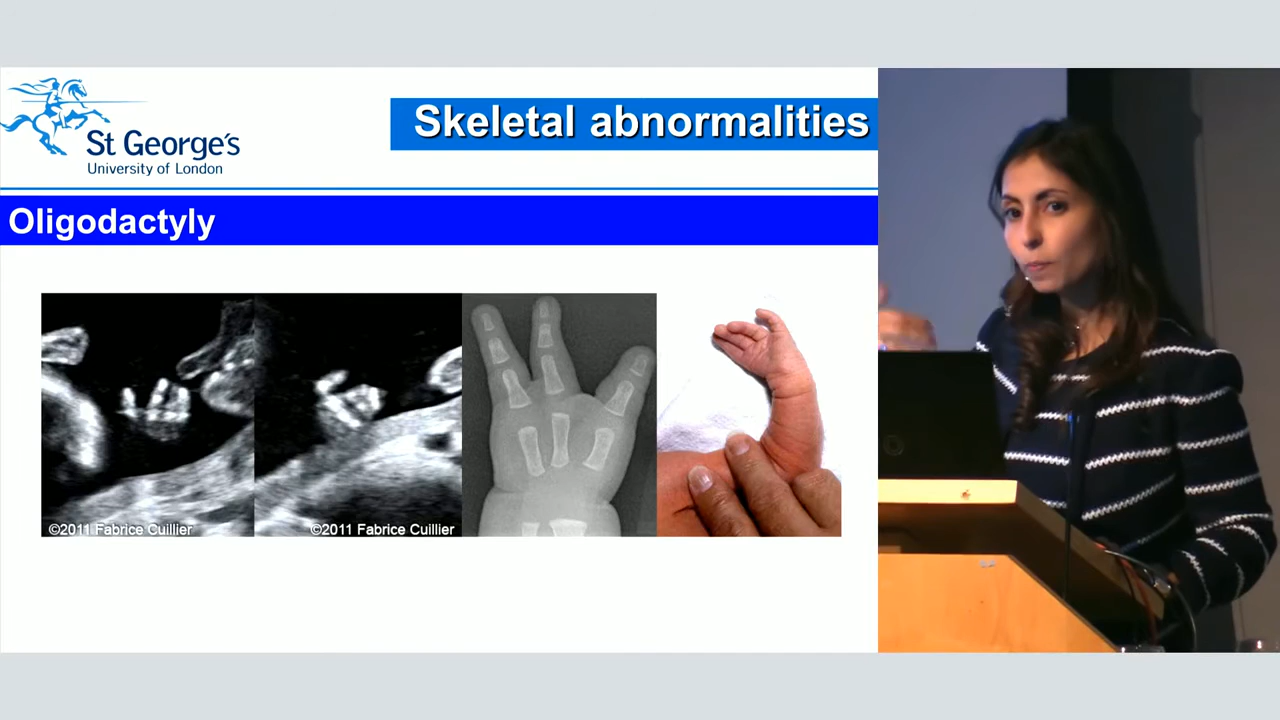 St George's
University of London
Skeletal abnormalities
Oligodactyly
©2011 Fabrice Cuillier
©2011 Fabrice Cuillier